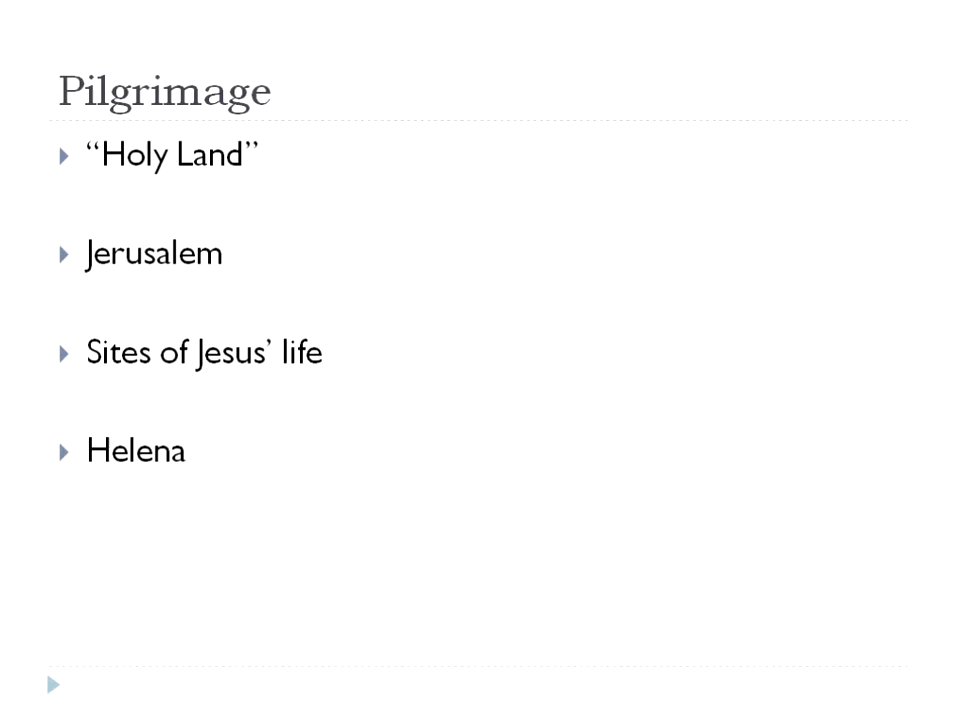 Pilgrimage
“Holy Land”
Jerusalem
Sites of Jesus’ life
Helena